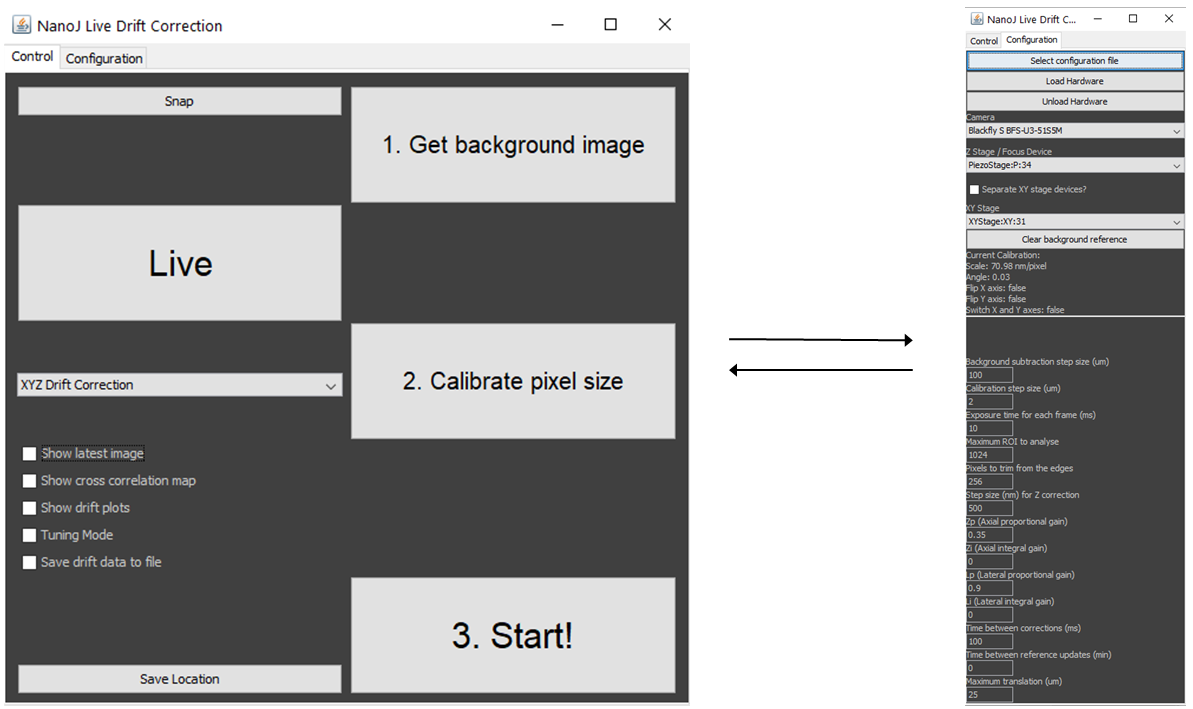 NanoJ Live Drift Correction
Control
Configuration
Snap
1. Get background image
Live
2. Calibrate pixel size
XYZ Drift Correction
Show latest image
Show cross correlation map
Show drift plots
Tuning Mode
Save drift data to file
3. Start!
Save Location
NanoJ Live Drift C...
Control
Configuration
Select configuration file
Load Hardware
Unload Hardware
Camera
Blackfly S BFS-U3-51S5M
Z Stage / Focus Device
PiezoStage:P:34
Separate XY stage devices?
XY Stage
XYStage:XY:31
Clear background reference
Current Calibration:
Scale: 70.98 nm/pixel
Angle: 0.03
Flip X axis: false
Flip Y axis: false
Switch X and Y axes: false
Background subtraction step size (um)
100
Calibration step size (um)
2
Exposure time for each frame (ms)
10
Maximum ROI to analyse
1024
Pixels to trim from the edges
256
Step size (nm) for Z correction
500
Zp (Axial proportional gain)
0.35
Zi (Axial integral gain)
0
Lp (Lateral proportional gain)
0.9
Li (Lateral integral gain)
0
Time between corrections (ms)
100
Time between reference updates (min)
0
Maximum translation (um)
25